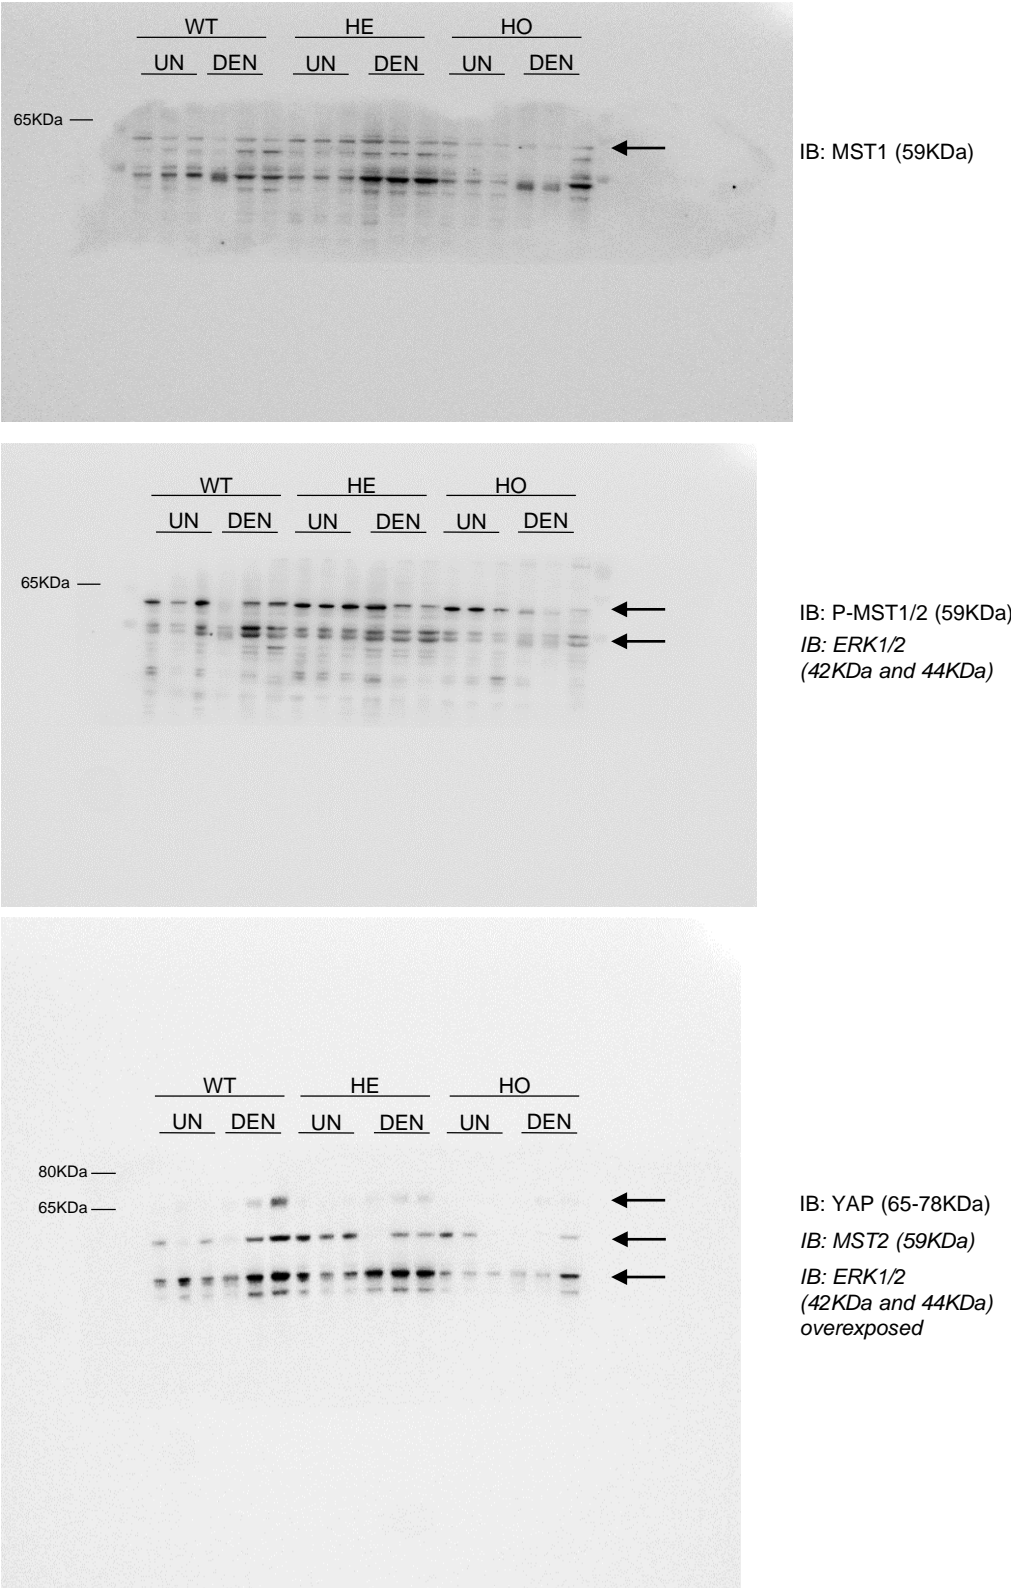 WT HE HO
UN DEN UN DEN UN DEN
65KDa
IB: MST1 (59KDa)
WT HE HO
UN DEN UN DEN UN DEN
65KDa
IB: P-MST1/2 (59KDa)
IB: ERK1/2
(42KDa and 44KDa)
WT HE HO
UN DEN UN DEN UN DEN
80KDa
65KDa
IB: YAP (65-78KDa)
IB: MST2 (59KDa)
IB: ERK1/2
(42KDa and 44KDa)
overexposed